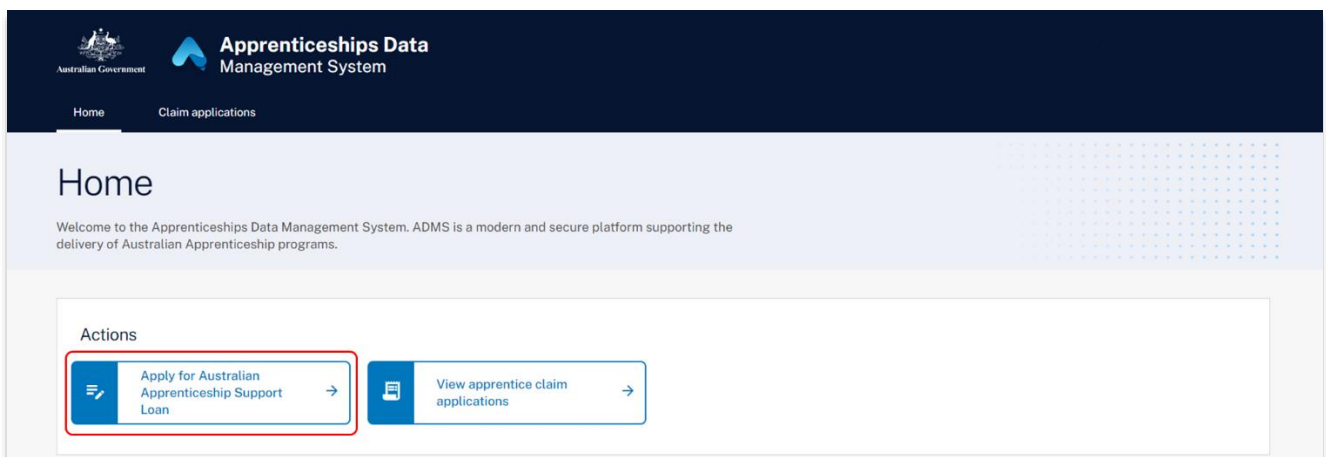 Australian Government
Apprenticeships Data
Management System
Home
Claim applications
Home
Welcome to the Apprenticeships Data Management System. ADMS is a modern and secure platform supporting the
delivery of Australian Apprenticeship programs.
Actions
Apply for Australian
Apprenticeship Support
Loan
View apprentice claim
applications